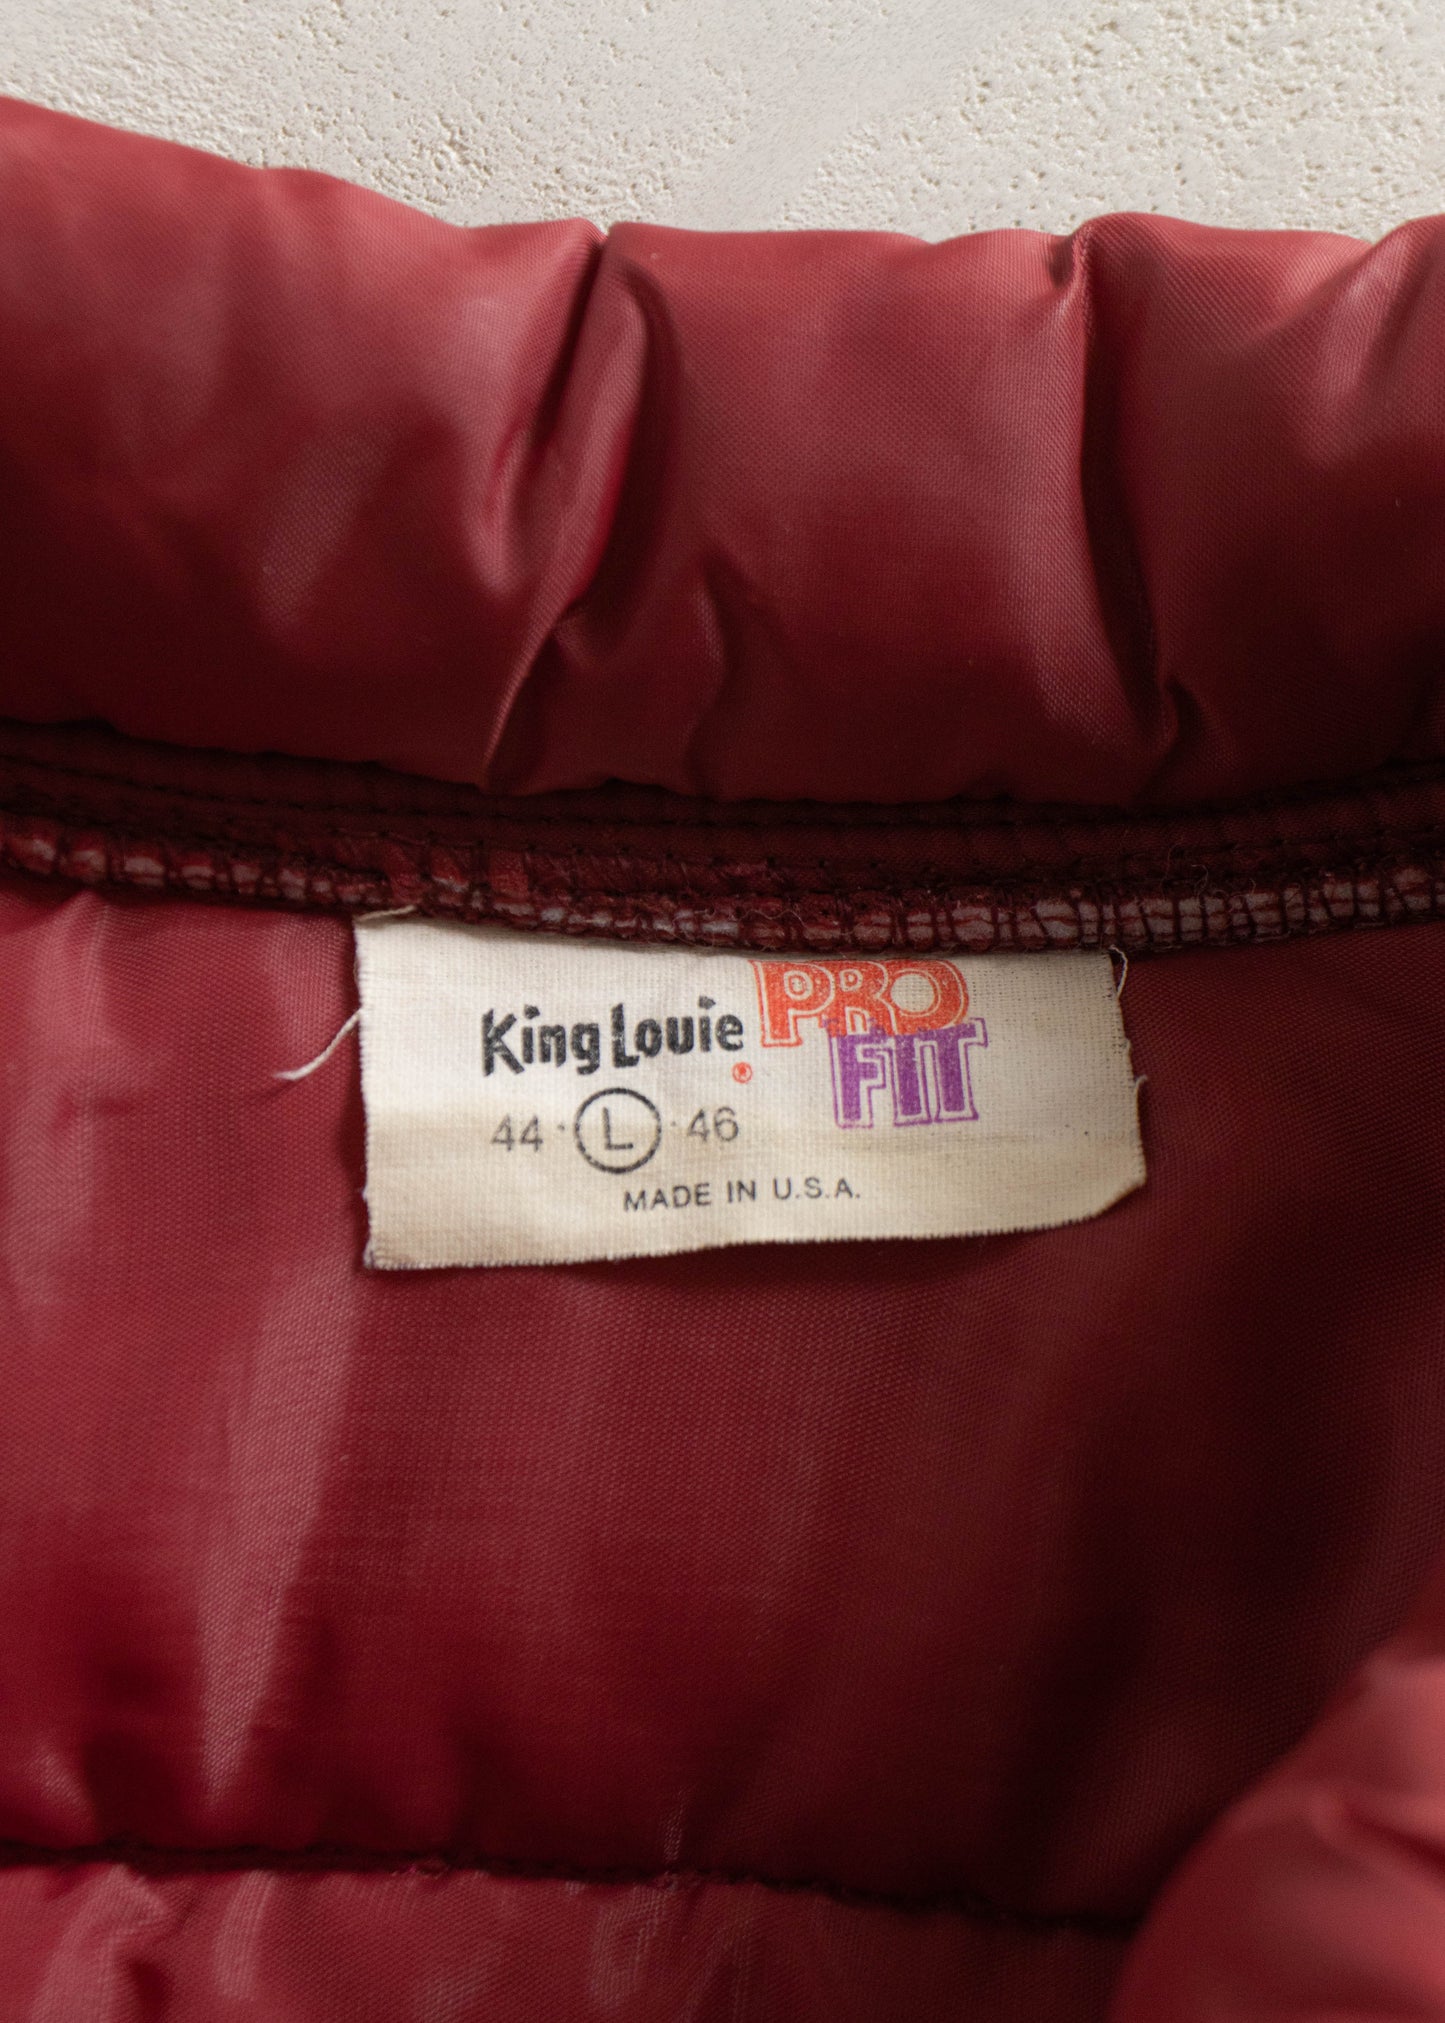 King Louie PRO
® FIT
44 · L · 46
MADE IN U.S.A.